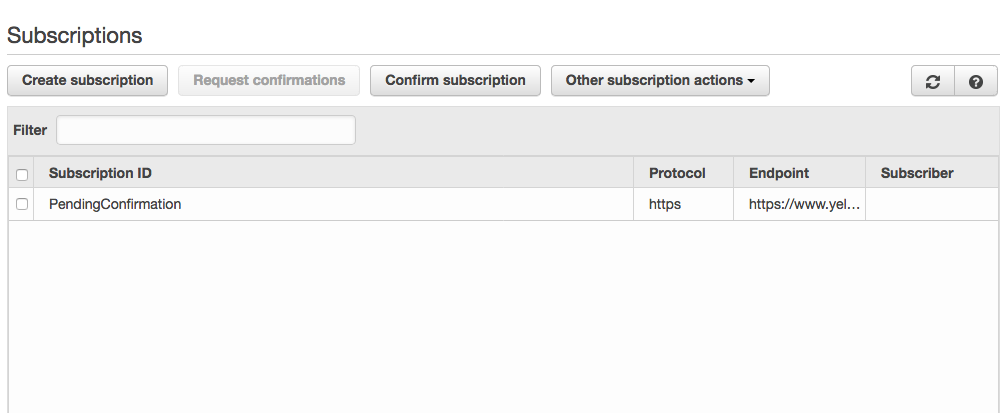 Subscriptions
Create subscription Request confirmations Confirm subscription Other subscription actions
Filter
Subscription ID Protocol Endpoint Subscriber
PendingConfirmation https https://www.yel...